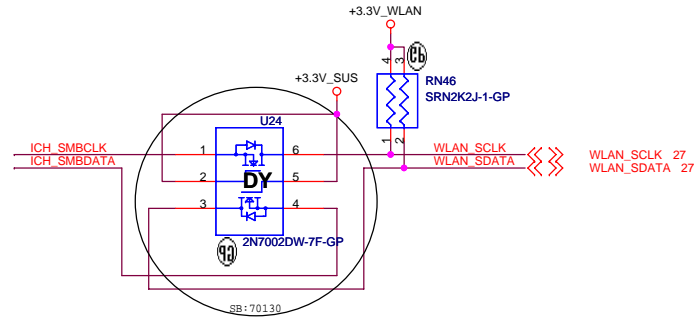 +3.3V_WLAN
4 3
RN46
SRN2K2J-1-GP
+3.3V_SUS
U24
1 2
ICH_SMBCLK 1 6 WLAN_SCLK WLAN_SCLK 27
ICH_SMBDATA WLAN_SDATA WLAN_SDATA 27
2 DY 5
3 4
2N7002DW-7F-GP
SB:70130